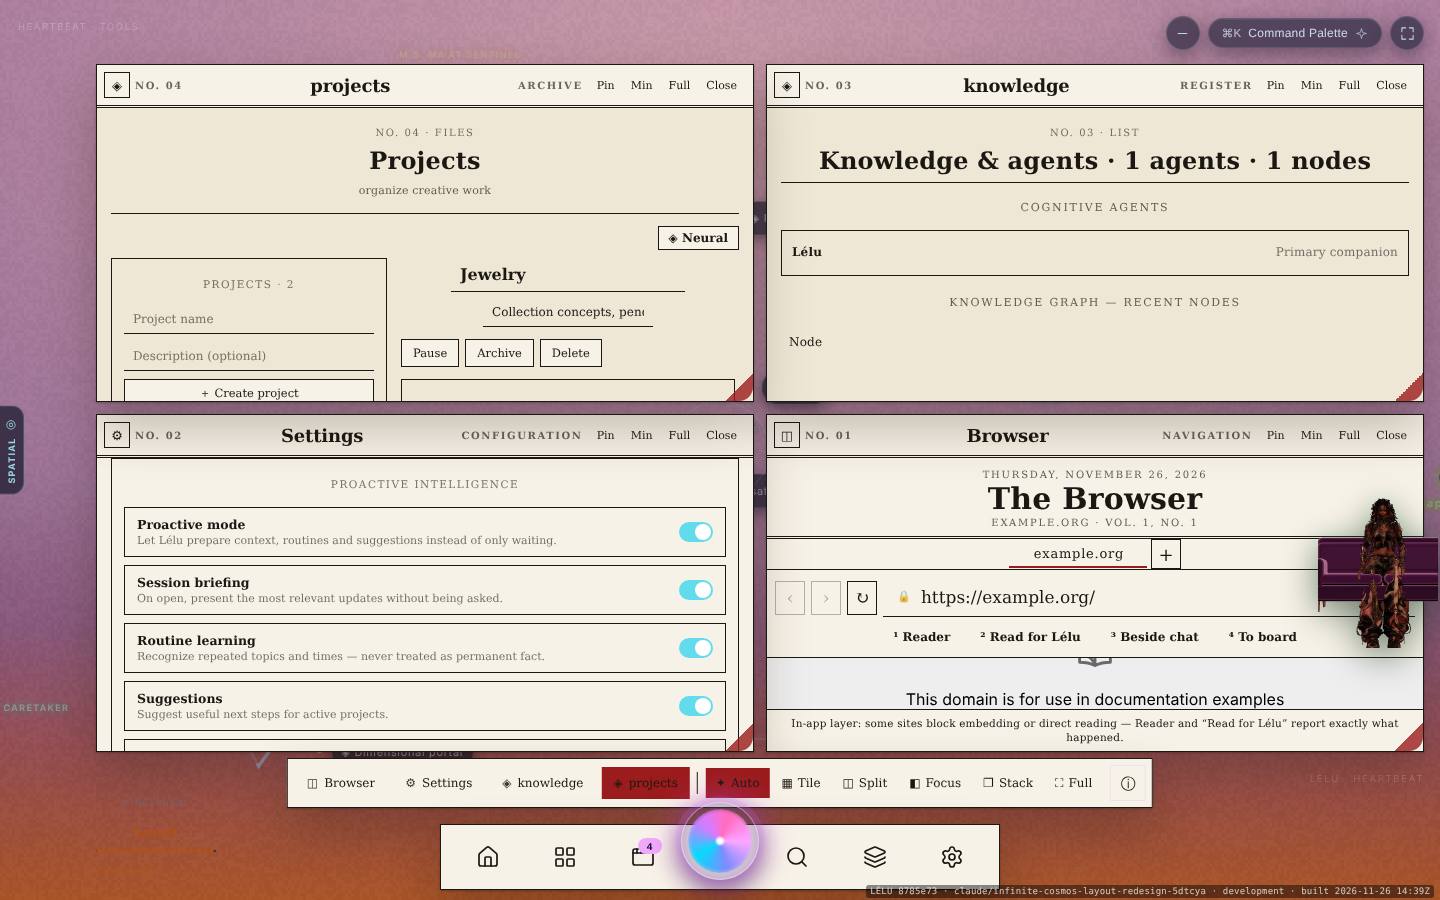 HEARTBEAT · TOOLS
⌘K Command Palette
NO. 04 projects ARCHIVE Pin Min Full Close
NO. 04 · FILES
Projects
organize creative work
◈ Neural
PROJECTS · 2
Project name
Description (optional)
+ Create project
Jewelry
Collection concepts, pen
Pause Archive Delete
NO. 03 knowledge REGISTER Pin Min Full Close
NO. 03 · LIST
Knowledge & agents · 1 agents · 1 nodes
COGNITIVE AGENTS
Lélu Primary companion
KNOWLEDGE GRAPH — RECENT NODES
Node
SPATIAL
NO. 02 Settings CONFIGURATION Pin Min Full Close
PROACTIVE INTELLIGENCE
Proactive mode
Let Lélu prepare context, routines and suggestions instead of only waiting.
Session briefing
On open, present the most relevant updates without being asked.
Routine learning
Recognize repeated topics and times — never treated as permanent fact.
Suggestions
Suggest useful next steps for active projects.
NO. 01 Browser NAVIGATION Pin Min Full Close
THURSDAY, NOVEMBER 26, 2026
The Browser
EXAMPLE.ORG · VOL. 1, NO. 1
example.org +
https://example.org/
¹ Reader ² Read for Lélu ³ Beside chat ⁴ To board
This domain is for use in documentation examples
In-app layer: some sites block embedding or direct reading — Reader and “Read for Lélu” report exactly what
happened.
CARETAKER
Dimensional portal
LÉLU · HEARTBEAT
Browser Settings knowledge projects Auto Tile Split Focus Stack Full
4
LÉLU 8785e73 · claude/infinite-cosmos-layout-redesign-5dtcya · development · built 2026-11-26 14:39Z